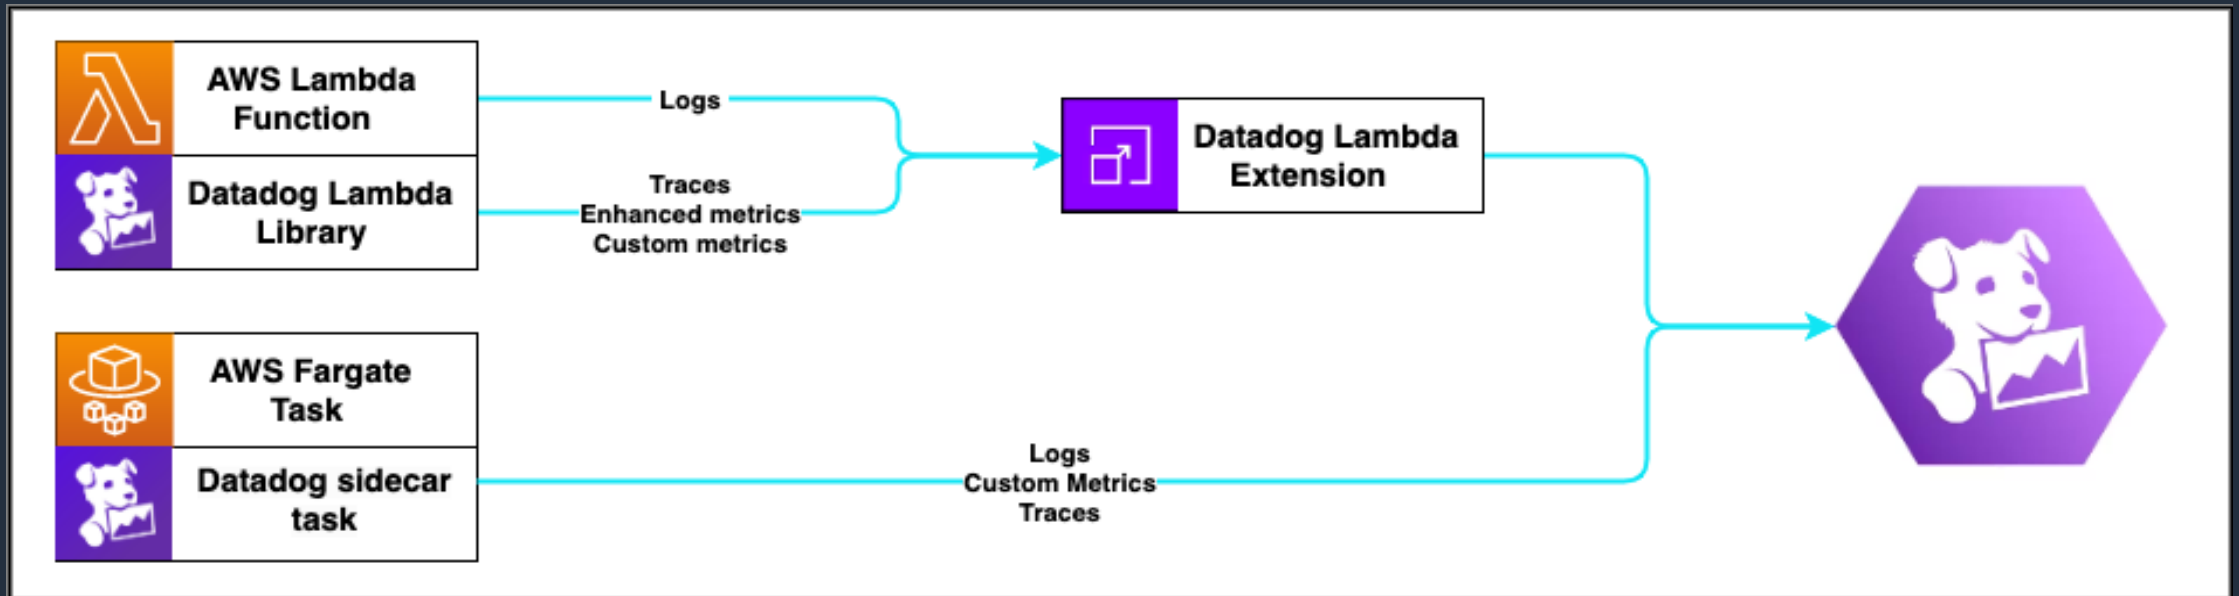 AWS Lambda
Function
Logs
Datadog Lambda
Library
Traces
Enhanced metrics
Custom metrics
Datadog Lambda
Extension
AWS Fargate
Task
Datadog sidecar
task
Logs
Custom Metrics
Traces